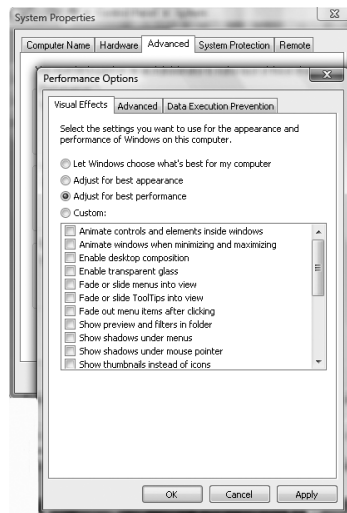 System Properties
Computer Name Hardware Advanced System Protection Remote
Performance Options
Visual Effects Advanced Data Execution Prevention
Select the settings you want to use for the appearance and
performance of Windows on this computer.
Let Windows choose what's best for my computer
Adjust for best appearance
Adjust for best performance
Custom:
Animate controls and elements inside windows
Animate windows when minimizing and maximizing
Enable desktop composition
Enable transparent glass
Fade or slide menus into view
Fade or slide ToolTips into view
Fade out menu items after clicking
Show preview and filters in folder
Show shadows under menus
Show shadows under mouse pointer
Show thumbnails instead of icons
OK Cancel Apply